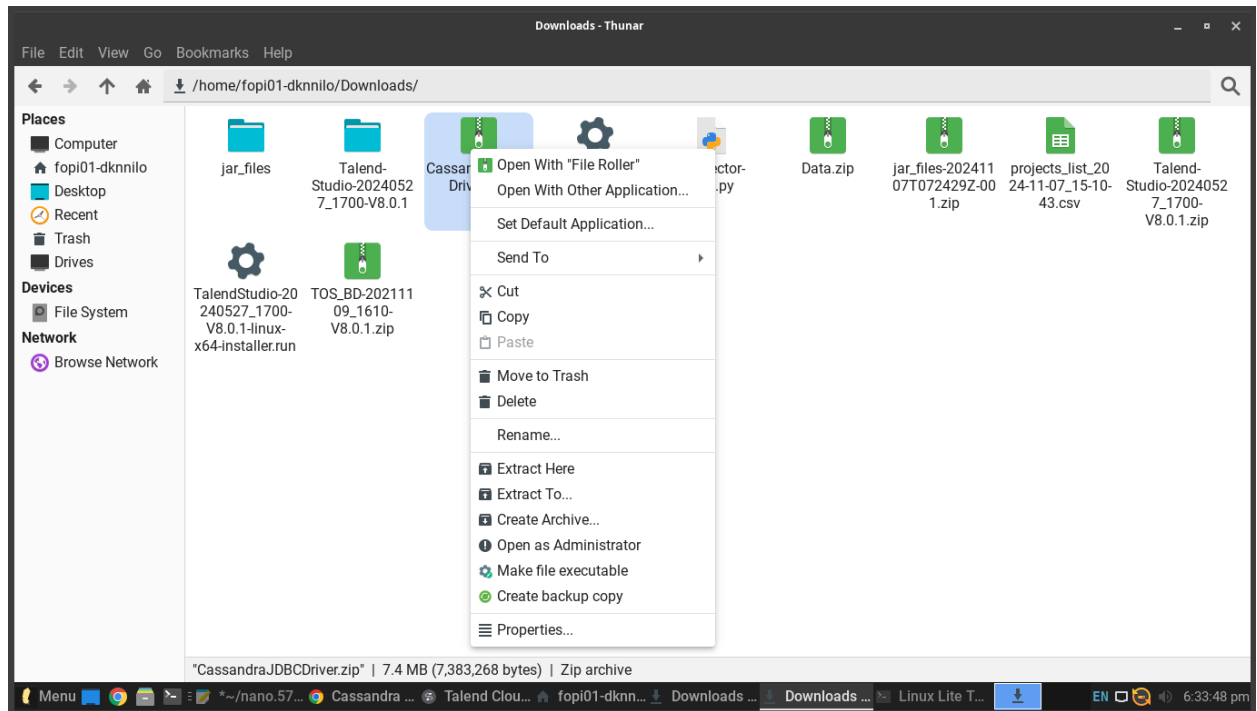 Downloads - Thunar
File Edit View Go Bookmarks Help
/home/fopi01-dknnilo/Downloads/
Places
Computer
fopi01-dknnilo
Desktop
Recent
Trash
Drives
Devices
File System
Network
Browse Network
jar_files
Talend-
Studio-2024052
7_1700-V8.0.1
Cassar
Driv
ctor-
.py
Data.zip
jar_files-202411
07T072429Z-00
1.zip
projects_list_20
24-11-07_15-10-
43.csv
Talend-
Studio-2024052
7_1700-
V8.0.1.zip
TalendStudio-20
240527_1700-
V8.0.1-linux-
x64-installer.run
TOS_BD-202111
09_1610-
V8.0.1.zip
Open With "File Roller"
Open With Other Application...
Set Default Application...
Send To
Cut
Copy
Paste
Move to Trash
Delete
Rename...
Extract Here
Extract To...
Create Archive...
Open as Administrator
Make file executable
Create backup copy
Properties...
"CassandraJDBCDriver.zip" | 7.4 MB (7,383,268 bytes) | Zip archive
Menu *~/nano.57... Cassandra ... Talend Clou... fopi01-dknn... Downloads ... Downloads ... Linux Lite T... EN 6:33:48 pm